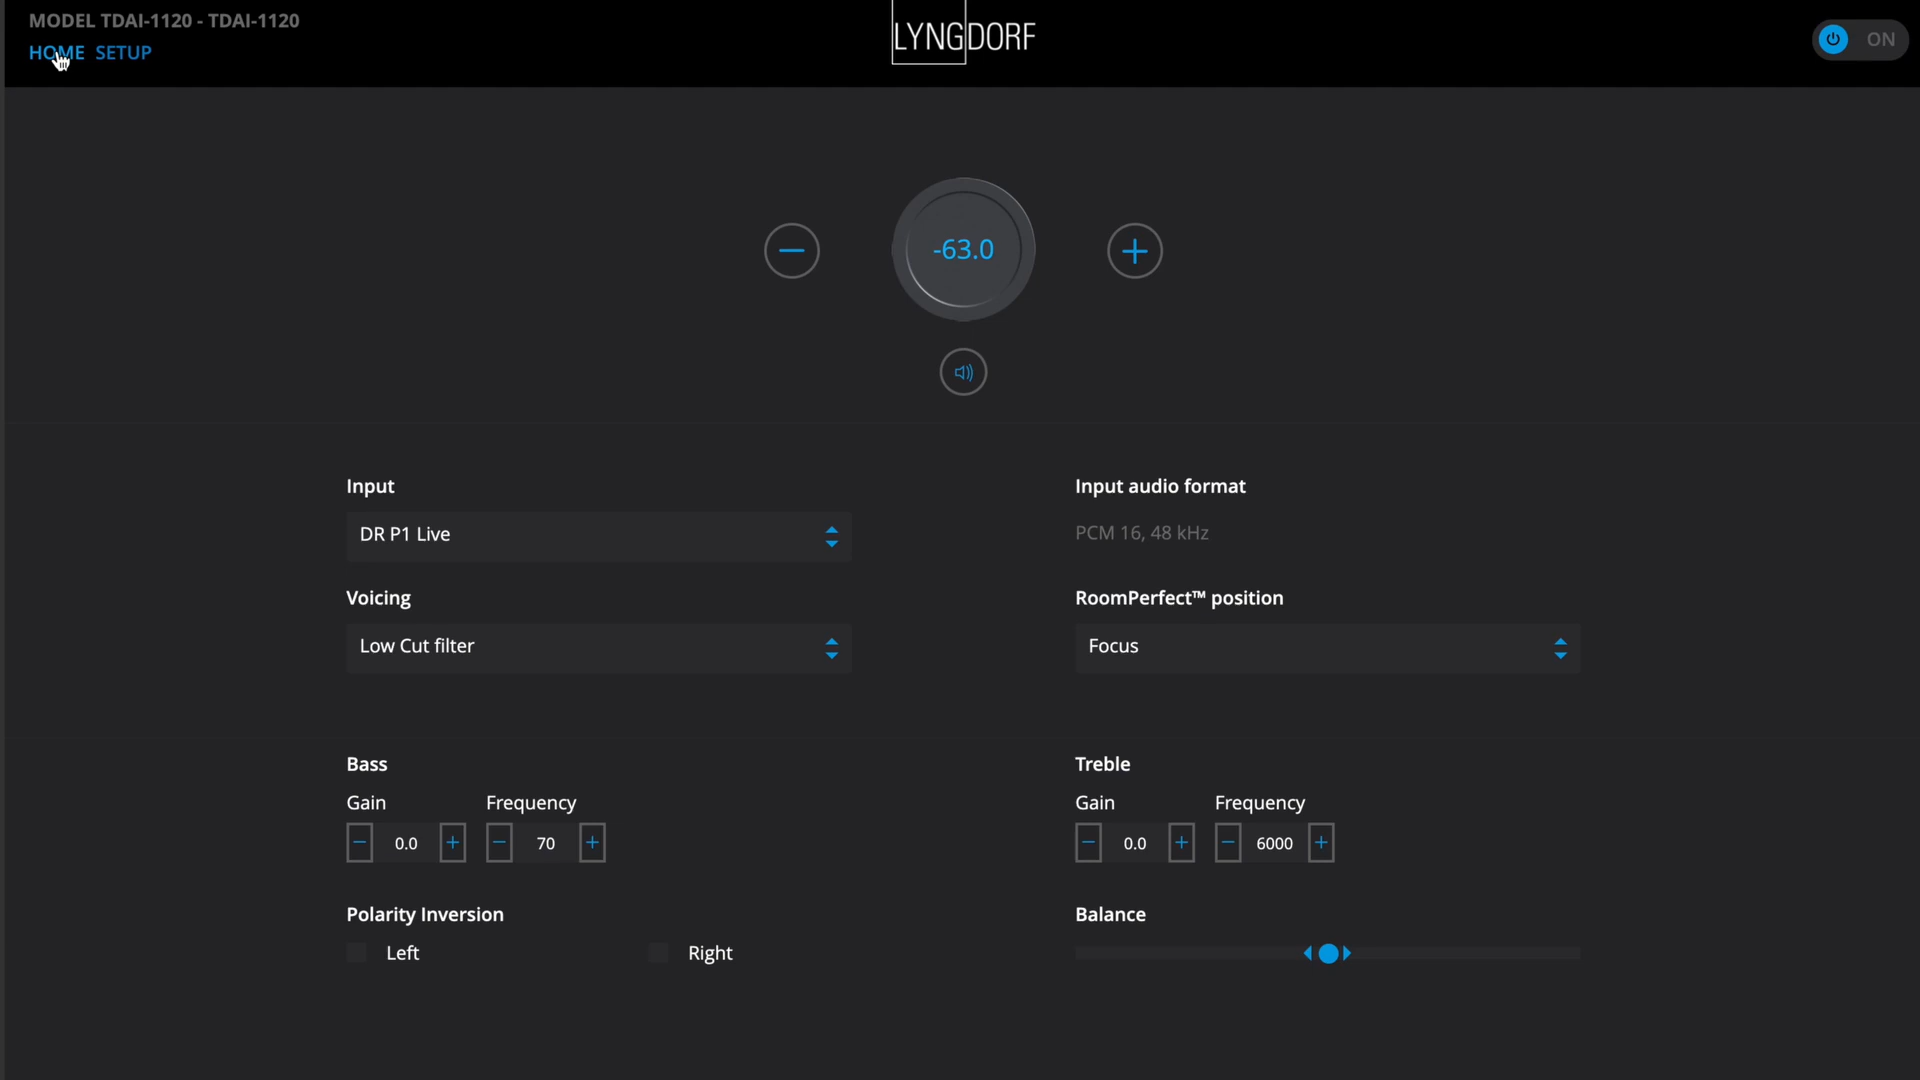 MODEL TDAI-1120 - TDAI-1120
HOME SETUP
LYNGDORF
ON
-63.0
Input
Input audio format
DR P1 Live
PCM 16, 48 kHz
Voicing
RoomPerfect™ position
Low Cut filter
Focus
Bass
Treble
Gain Frequency
Gain Frequency
− 0.0 + − 70 +
− 0.0 + − 6000 +
Polarity Inversion
Balance
Left Right